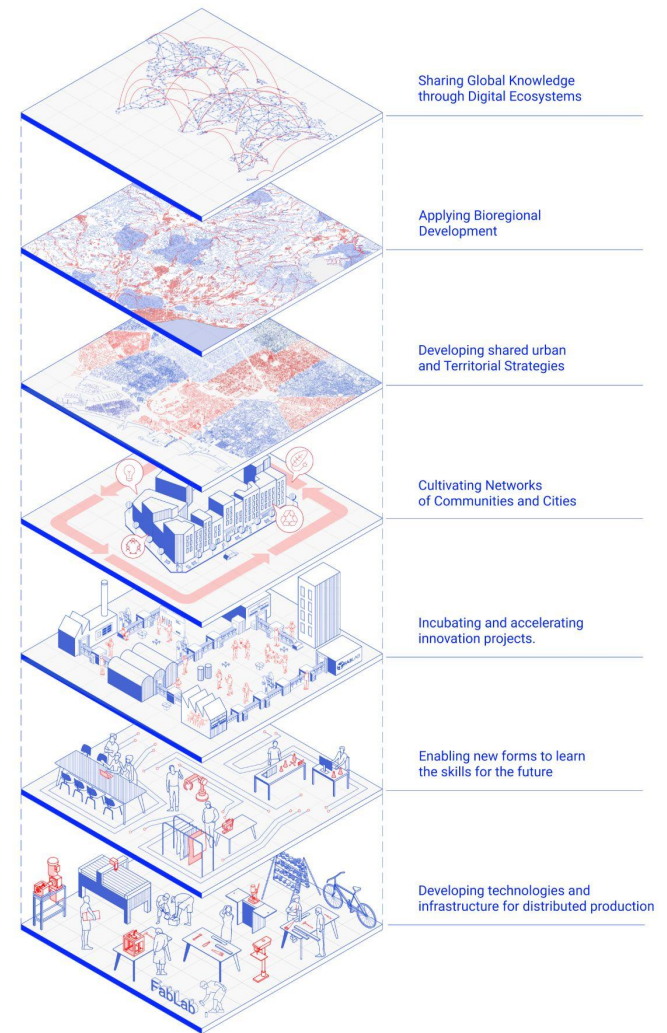 Sharing Global Knowledge
through Digital Ecosystems
Applying Bioregional
Development
Developing shared urban
and Territorial Strategies
Cultivating Networks
of Communities and Cities
Incubating and accelerating
innovation projects.
Enabling new forms to learn
the skills for the future
Developing technologies and
infrastructure for distributed production
FabLab